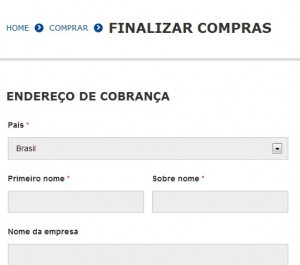 HOME COMPRAR FINALIZAR COMPRAS
ENDEREÇO DE COBRANÇA
País *
Brasil
Primeiro nome * Sobre nome *
Nome da empresa